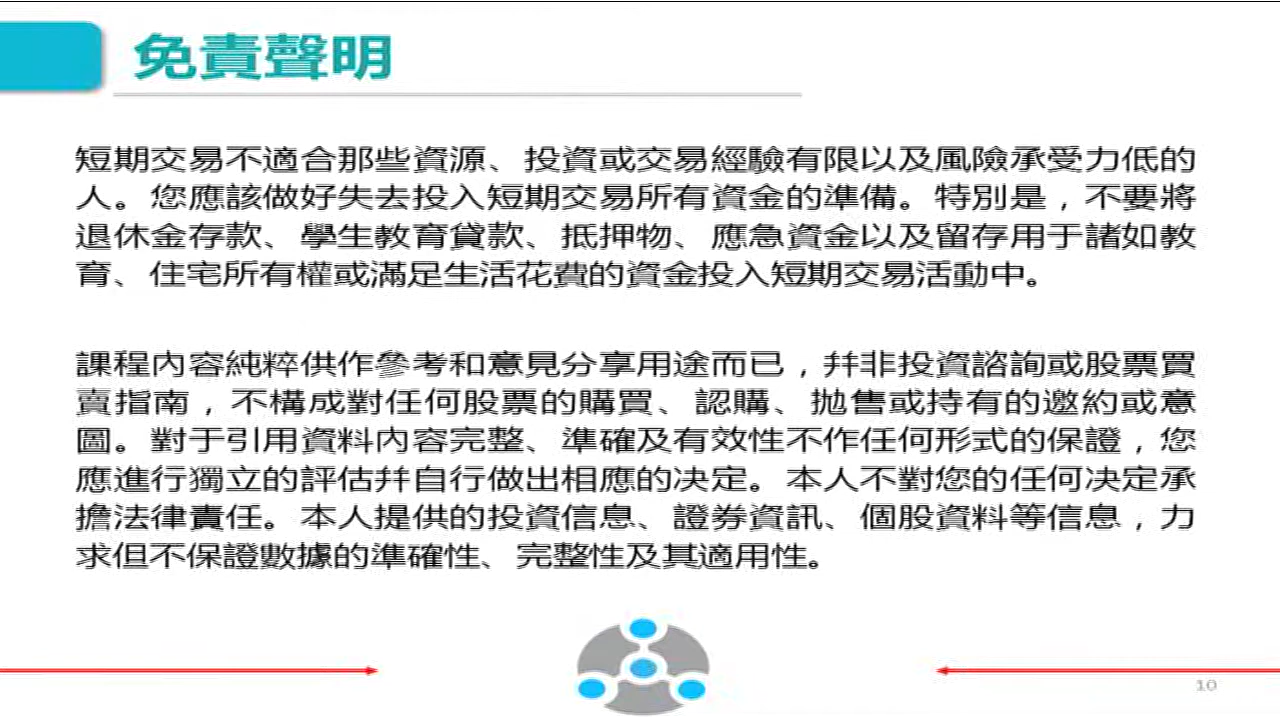 免責聲明
短期交易不適合那些資源、投資或交易經驗有限以及風險承受力低的
人。您應該做好失去投入短期交易所有資金的準備。特別是，不要將
退休金存款、學生教育貸款、抵押物、應急資金以及留存用于諸如教
育、住宅所有權或滿足生活花費的資金投入短期交易活動中。
課程內容純粹供作參考和意見分享用途而已，幷非投資諮詢或股票買
賣指南，不構成對任何股票的購買、認購、拋售或持有的邀約或意
圖。對于引用資料內容完整、準確及有效性不作任何形式的保證，您
應進行獨立的評估幷自行做出相應的决定。本人不對您的任何决定承
擔法律責任。本人提供的投資信息、證券資訊、個股資料等信息，力
求但不保證數據的準確性、完整性及其適用性。
10